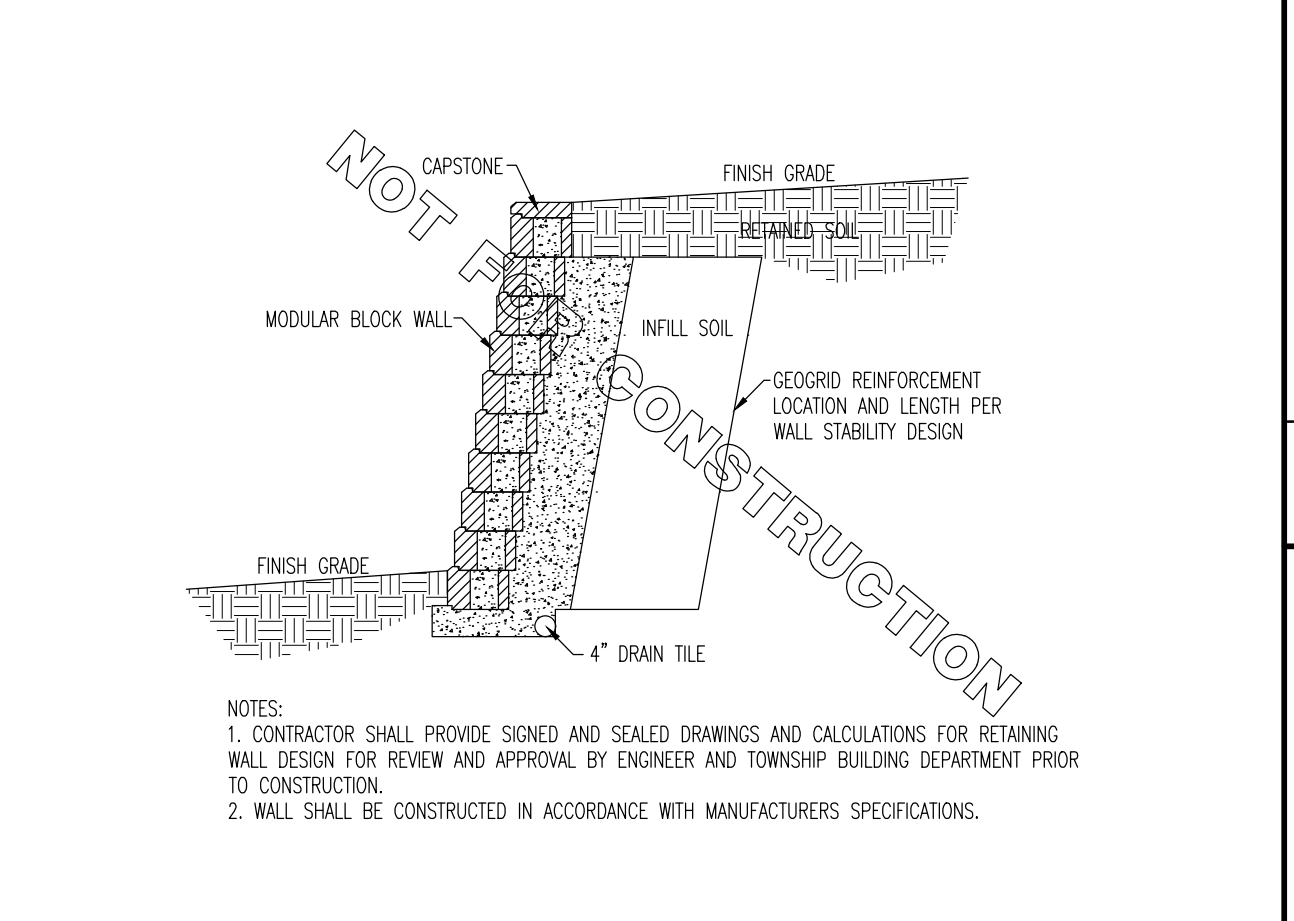 NOT FOR CONSTRUCTION
CAPSTONE
FINISH GRADE
RETAINED SOIL
MODULAR BLOCK WALL
INFILL SOIL
GEOGRID REINFORCEMENT
LOCATION AND LENGTH PER
WALL STABILITY DESIGN
FINISH GRADE
4" DRAIN TILE
NOTES:
1. CONTRACTOR SHALL PROVIDE SIGNED AND SEALED DRAWINGS AND CALCULATIONS FOR RETAINING
WALL DESIGN FOR REVIEW AND APPROVAL BY ENGINEER AND TOWNSHIP BUILDING DEPARTMENT PRIOR
TO CONSTRUCTION.
2. WALL SHALL BE CONSTRUCTED IN ACCORDANCE WITH MANUFACTURERS SPECIFICATIONS.